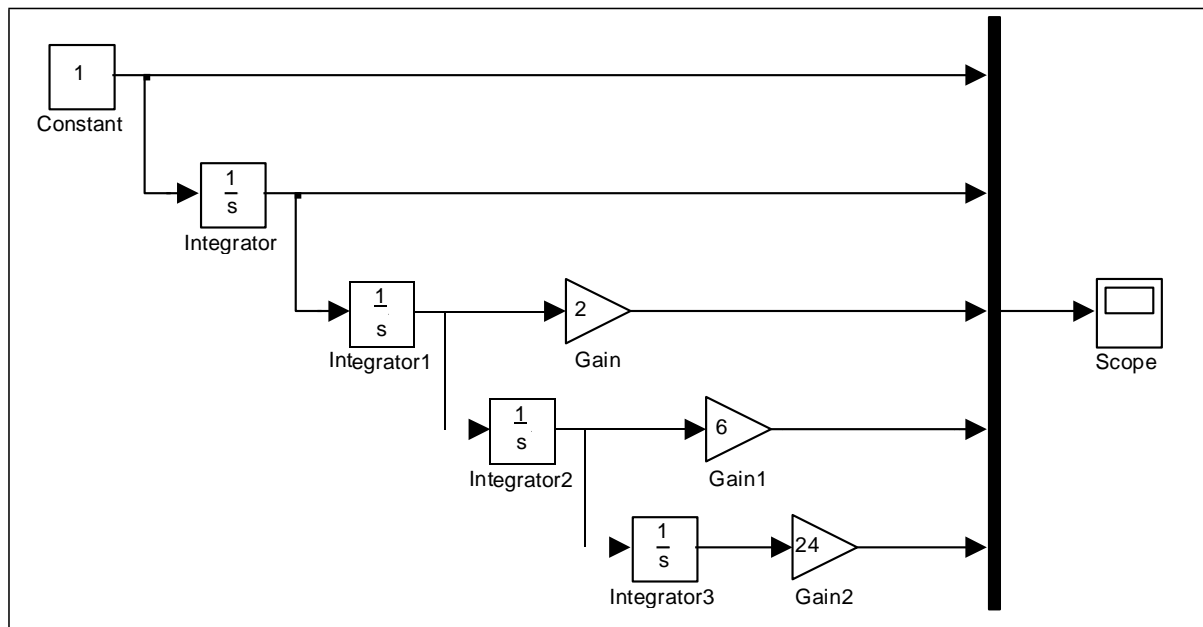 1
Constant
1
s
Integrator
1
s
Integrator1
2
Gain
Scope
1
s
Integrator2
6
Gain1
1
s
Integrator3
24
Gain2